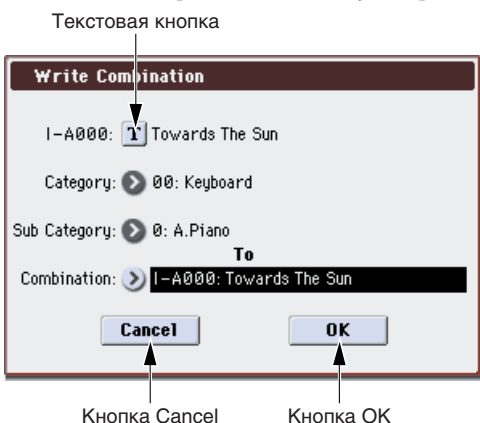 Текстовая кнопка
Write Combination
I-A000: T Towards The Sun
Category: 00: Keyboard
Sub Category: 0: A.Piano
To
Combination: I-A000: Towards The Sun
Cancel OK
Кнопка Cancel Кнопка OK